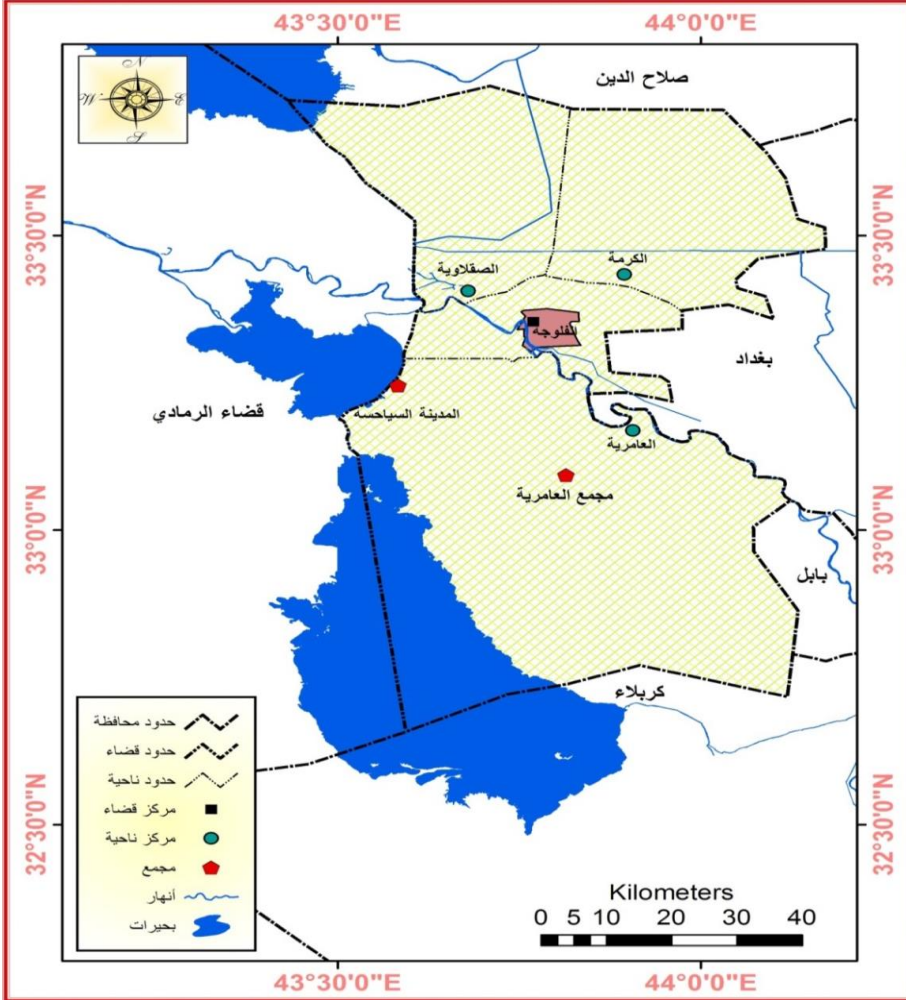 43°30'0"E
44°0'0"E
N
W
E
S
صلاح الدين
33°30'0"N
33°30'0"N
الكرمة
الصقلاوية
الفلوجة
بغداد
قضاء الرمادي
المدينة السياحسة
العامرية
مجمع العامرية
33°0'0"N
33°0'0"N
بابل
كربلاء
حدود محافظة
حدود قضاء
حدود ناحية
مركز قضاء
مركز ناحية
مجمع
أنهار
بحيرات
32°30'0"N
32°30'0"N
Kilometers
0 5 10 20 30 40
43°30'0"E
44°0'0"E